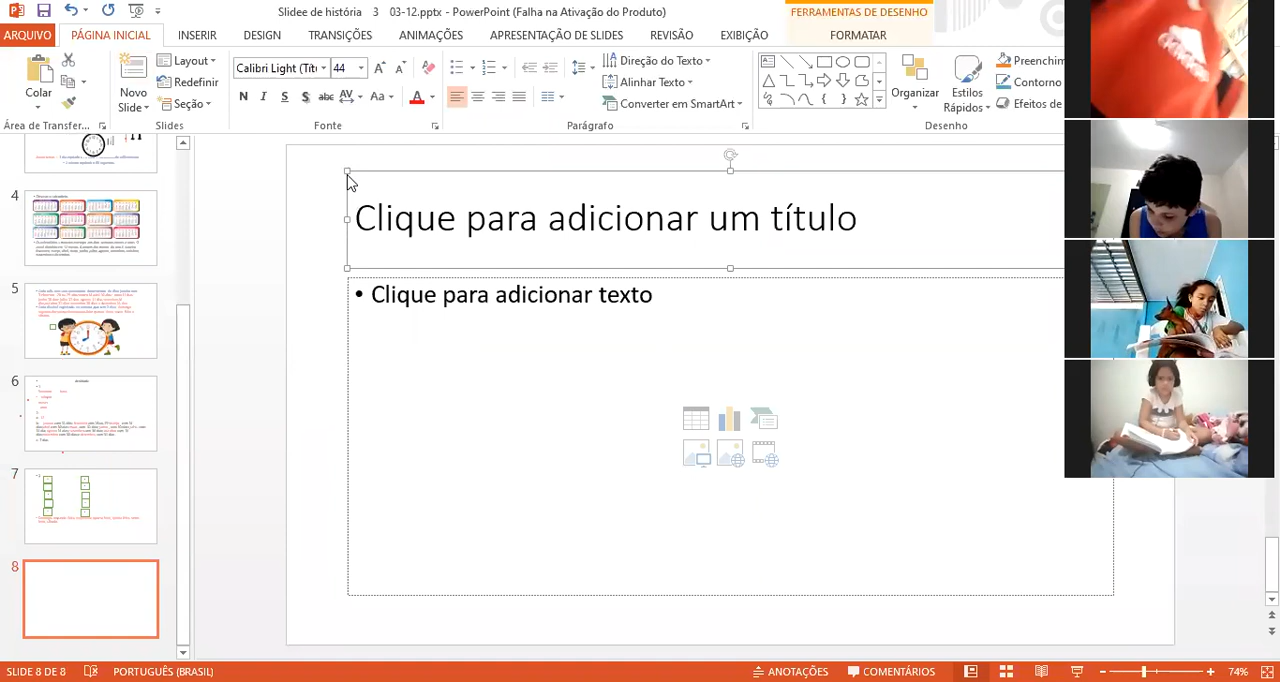 Slidee de história 3 03-12.pptx - PowerPoint (Falha na Ativação do Produto)
FERRAMENTAS DE DESENHO
ARQUIVO
PÁGINA INICIAL
INSERIR
DESIGN
TRANSIÇÕES
ANIMAÇÕES
APRESENTAÇÃO DE SLIDES
REVISÃO
EXIBIÇÃO
FORMATAR
Colar
Novo
Slide
Layout
Redefinir
Seção
Calibri Light (Títu
44
N I S S abc AV Aa A
Direção do Texto
Alinhar Texto
Converter em SmartArt
Organizar
Estilos
Rápidos
Preenchim
Contorno
Efeitos de
Área de Transfer...
Slides
Fonte
Parágrafo
Desenho
4
5
6
7
8
Clique para adicionar um título
• Clique para adicionar texto
SLIDE 8 DE 8
PORTUGUÊS (BRASIL)
ANOTAÇÕES
COMENTÁRIOS
74%